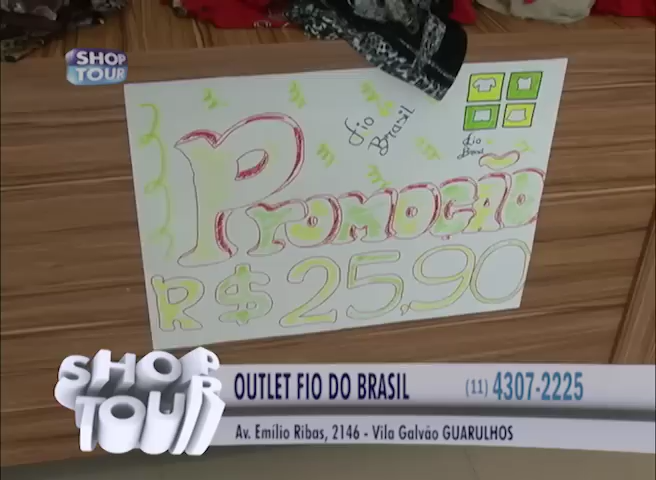 SHOP
TOUR
Fio
Brasil
Fio
Brasil
PROMOÇÃO
R$25,90
SHOP
TOUR
OUTLET FIO DO BRASIL (11) 4307-2225
Av. Emílio Ribas, 2146 - Vila Galvão GUARULHOS